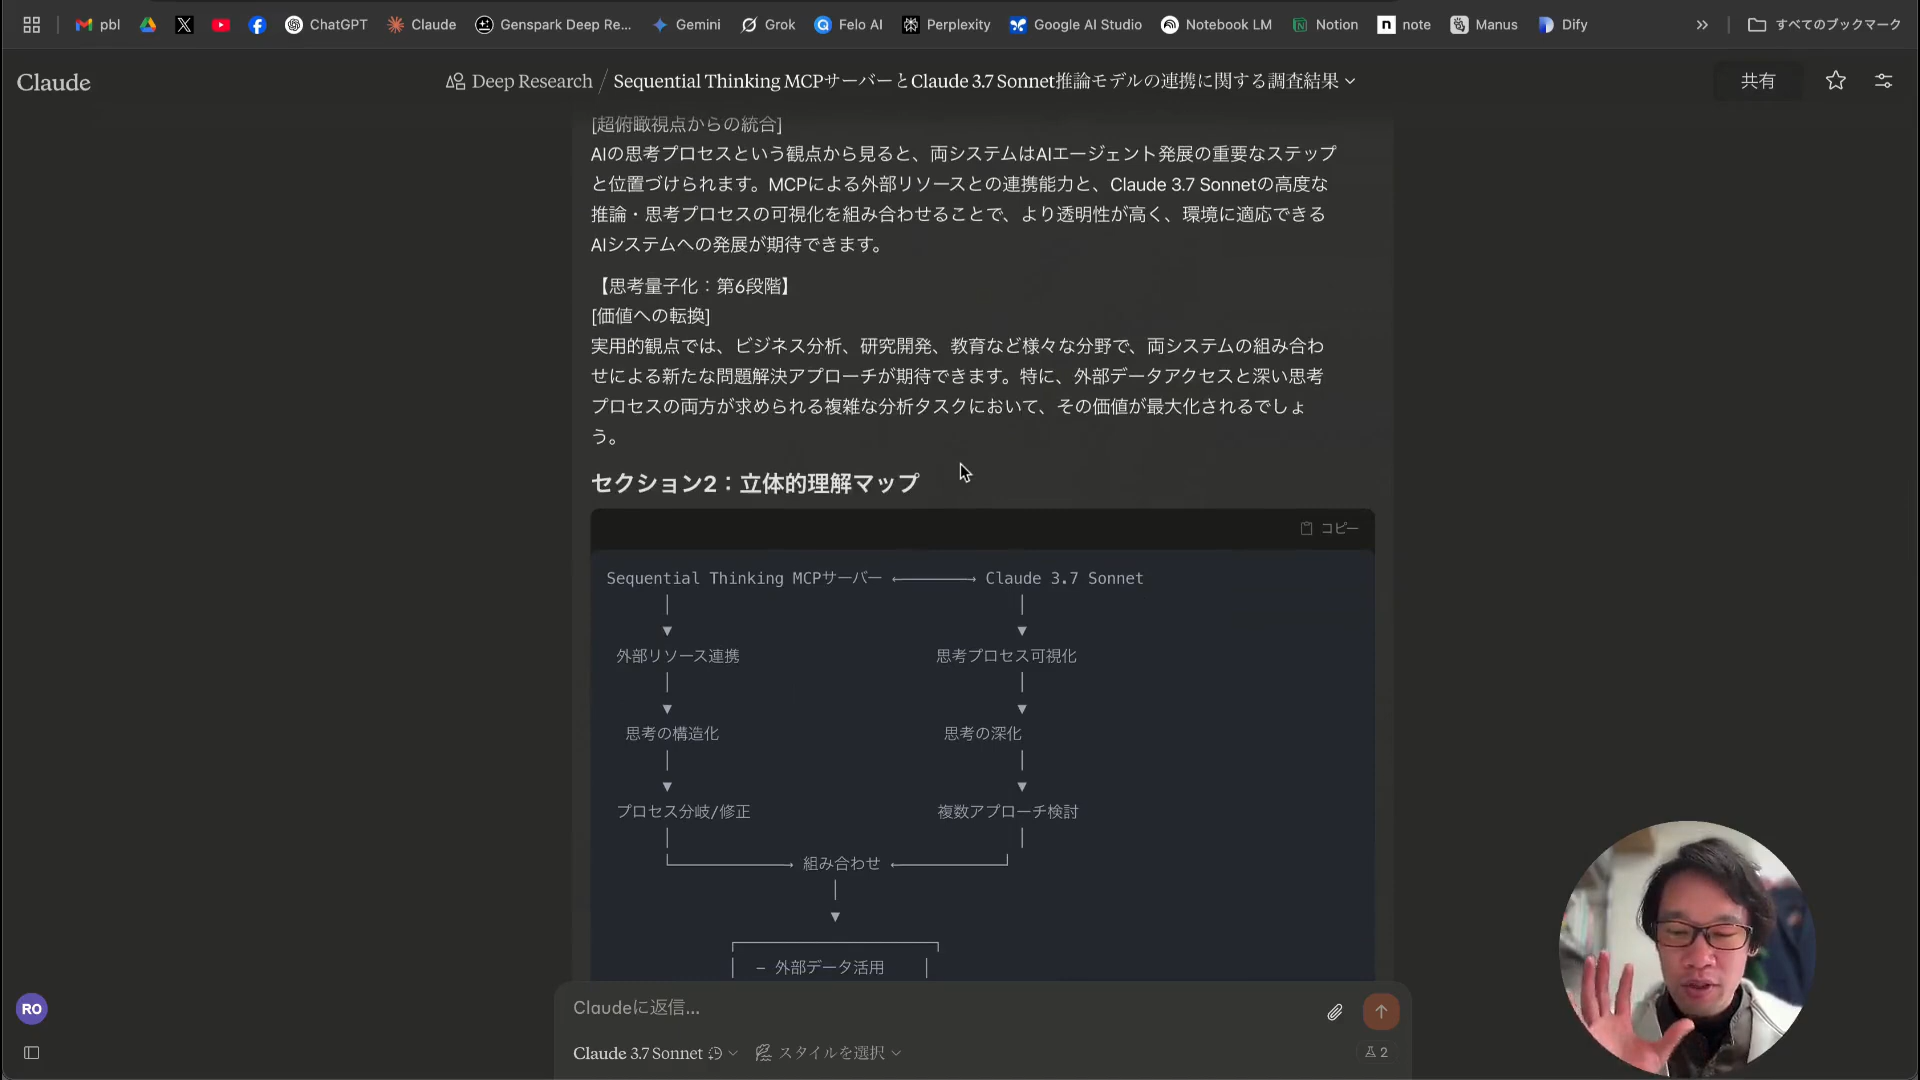 pbl
ChatGPT
Claude
Genspark Deep Re...
Gemini
Grok
Felo AI
Perplexity
Google AI Studio
Notebook LM
Notion
note
Manus
Dify
すべてのブックマーク
Claude
Deep Research / Sequential Thinking MCPサーバーとClaude 3.7 Sonnet推論モデルの連携に関する調査結果
共有
[超俯瞰視点からの統合]
AIの思考プロセスという観点から見ると、両システムはAIエージェント発展の重要なステップ
と位置づけられます。MCPによる外部リソースとの連携能力と、Claude 3.7 Sonnetの高度な
推論・思考プロセスの可視化を組み合わせることで、より透明性が高く、環境に適応できる
AIシステムへの発展が期待できます。
【思考量子化：第6段階】
[価値への転換]
実用的観点では、ビジネス分析、研究開発、教育など様々な分野で、両システムの組み合わ
せによる新たな問題解決アプローチが期待できます。特に、外部データアクセスと深い思考
プロセスの両方が求められる複雑な分析タスクにおいて、その価値が最大化されるでしょ
う。
セクション2：立体的理解マップ
コピー
Sequential Thinking MCPサーバー ←→ Claude 3.7 Sonnet
外部リソース連携 思考プロセス可視化
思考の構造化 思考の深化
プロセス分岐/修正 複数アプローチ検討
組み合わせ
− 外部データ活用
Claudeに返信...
RO
Claude 3.7 Sonnet
スタイルを選択
2